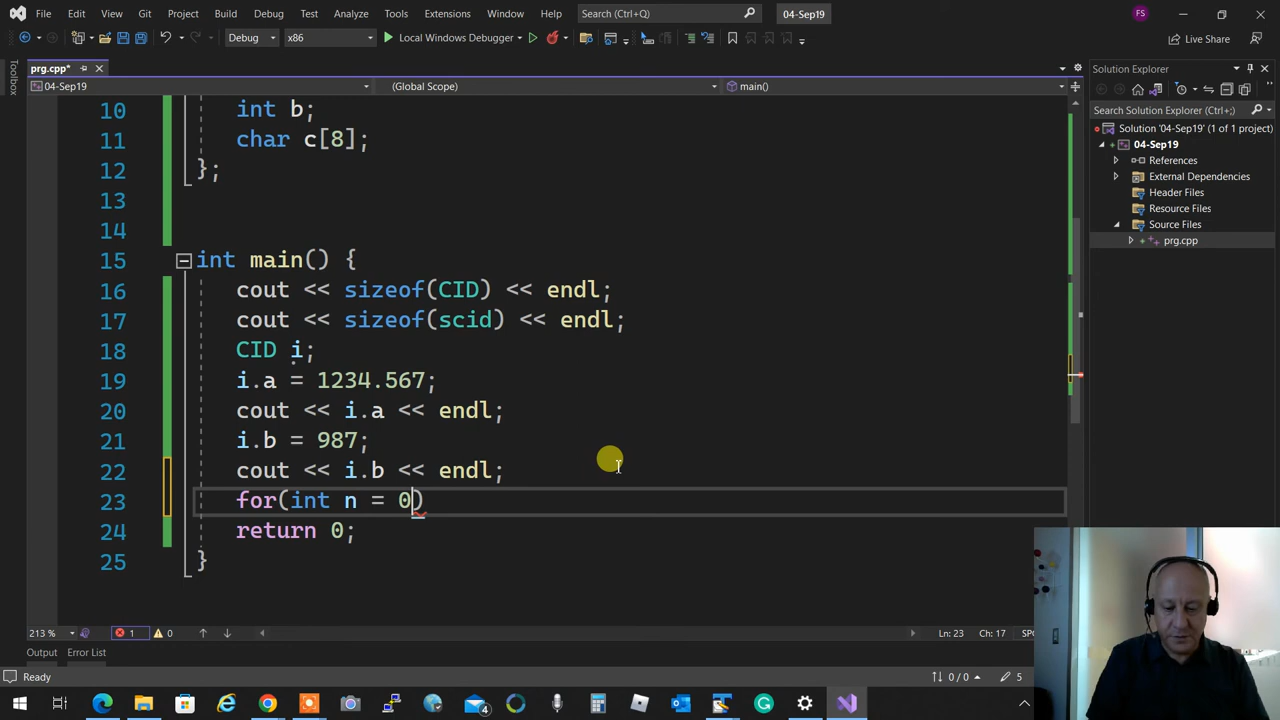 File Edit View Git Project Build Debug Test Analyze Tools Extensions Window Help Search (Ctrl+Q) 04-Sep19 FS
Debug x86 Local Windows Debugger Live Share
Toolbox
prg.cpp*
04-Sep19 (Global Scope) main()
10 int b;
11 char c[8];
12 };
13
14
15 int main() {
16 cout << sizeof(CID) << endl;
17 cout << sizeof(scid) << endl;
18 CID i;
19 i.a = 1234.567;
20 cout << i.a << endl;
21 i.b = 987;
22 cout << i.b << endl;
23 for(int n = 0)
24 return 0;
25 }
213 % 1 0 Ln: 23 Ch: 17 SPC
Output Error List
Ready 0 / 0 5
Solution Explorer
Search Solution Explorer (Ctrl+;)
Solution '04-Sep19' (1 of 1 project)
04-Sep19
References
External Dependencies
Header Files
Resource Files
Source Files
prg.cpp
4